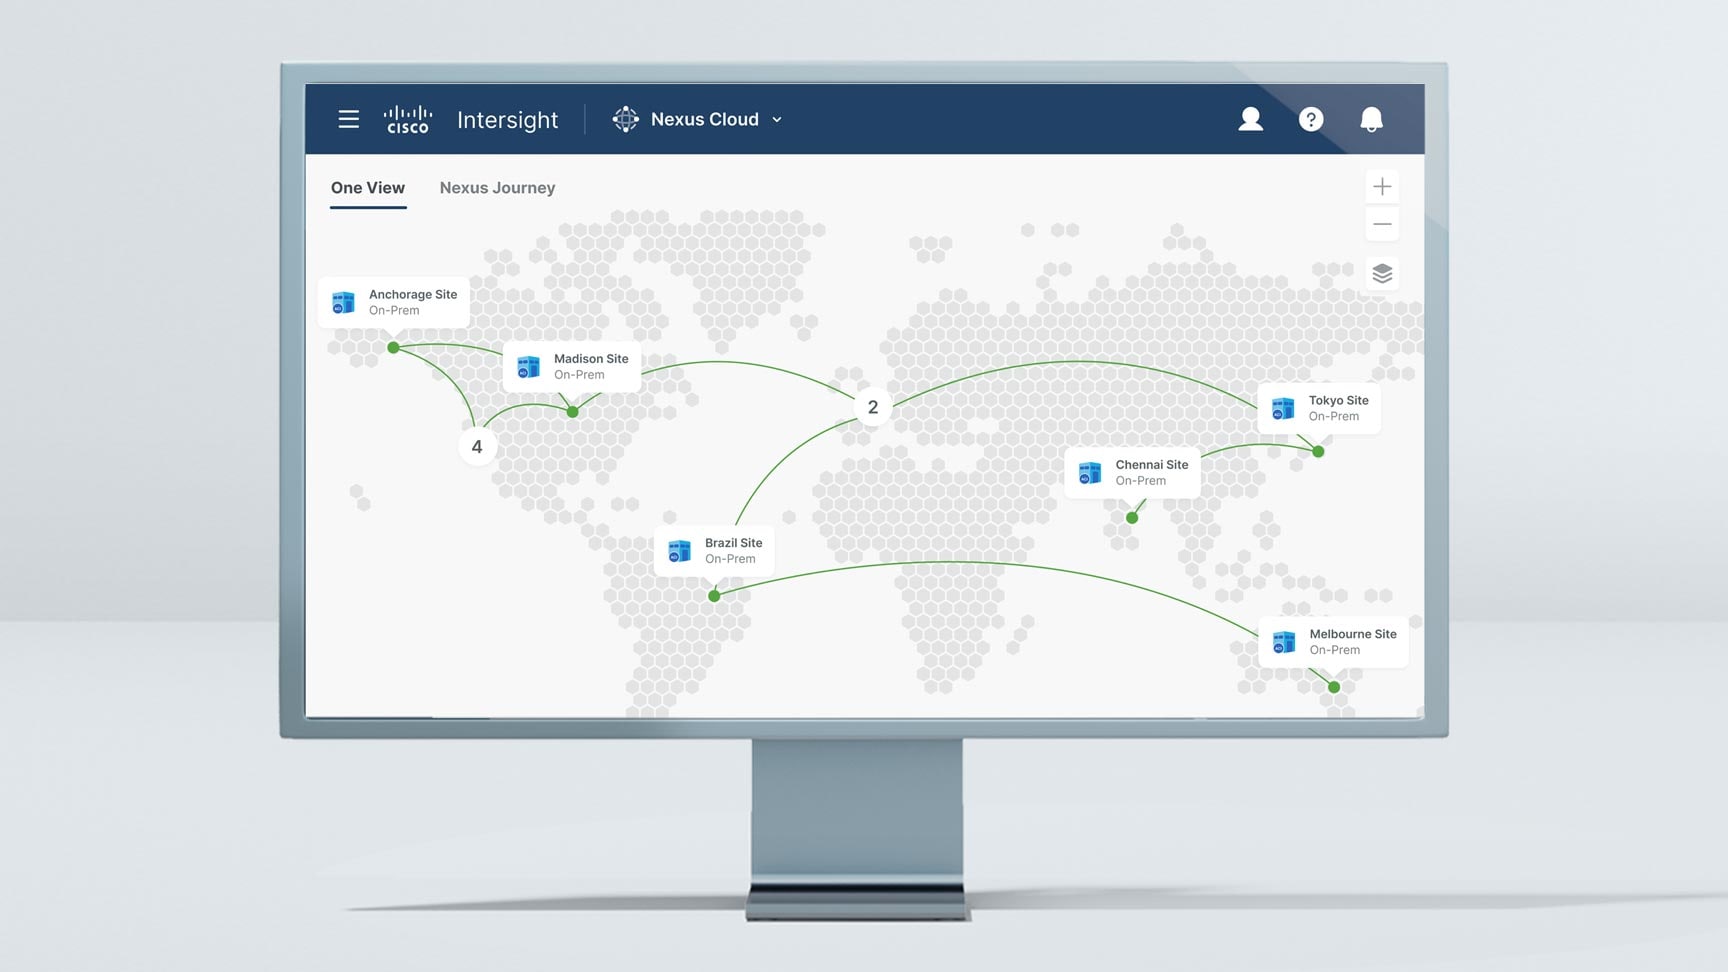 CISCO Intersight Nexus Cloud ?
One View Nexus Journey
Anchorage Site
On-Prem
Madison Site
On-Prem
2
Tokyo Site
On-Prem
4
Chennai Site
On-Prem
Brazil Site
On-Prem
Melbourne Site
On-Prem